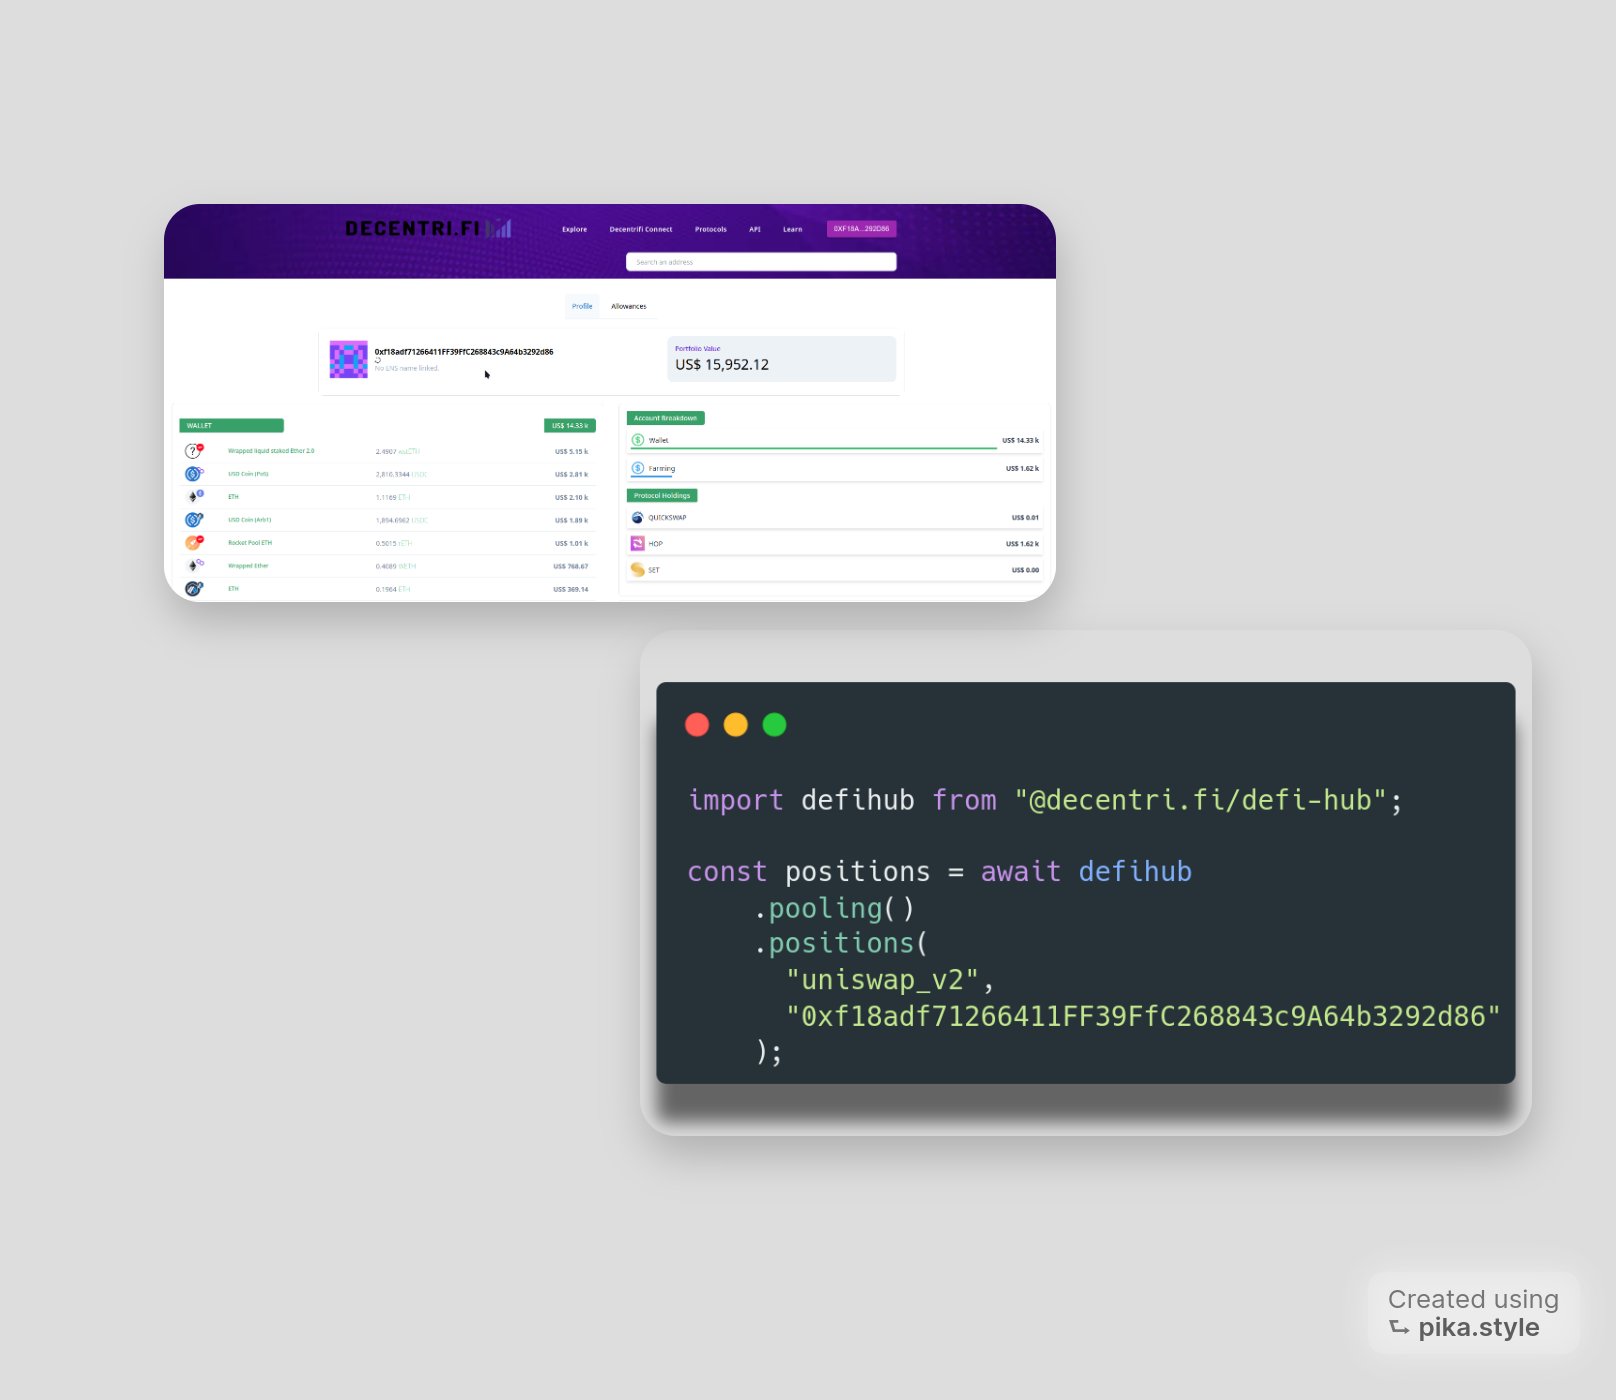 DECENTRI.FI
Explore
Decentrifi Connect
Protocols
API
Learn
0XF18A...292D86
Search an address
Profile
Allowances
0xf18adf71266411FF39FfC268843c9A64b3292d86
No ENS name linked.
Portfolio Value
US$ 15,952.12
WALLET
US$ 14.33 k
Wrapped liquid staked Ether 2.0
2.4907 wstETH
US$ 5.15 k
USD Coin (PoS)
2,810.3344 USDC
US$ 2.81 k
ETH
1.1169 ETH
US$ 2.10 k
USD Coin (Arb1)
1,894.6962 USDC
US$ 1.89 k
Rocket Pool ETH
0.5015 rETH
US$ 1.01 k
Wrapped Ether
0.4089 WETH
US$ 768.67
ETH
0.1964 ETH
US$ 369.14
Account Breakdown
Wallet
US$ 14.33 k
Farming
US$ 1.62 k
Protocol Holdings
QUICKSWAP
US$ 0.01
HOP
US$ 1.62 k
SET
US$ 0.00
import defihub from "@decentri.fi/defi-hub";
const positions = await defihub
.pooling()
.positions(
"uniswap_v2",
"0xf18adf71266411FF39FfC268843c9A64b3292d86"
);
Created using
pika.style